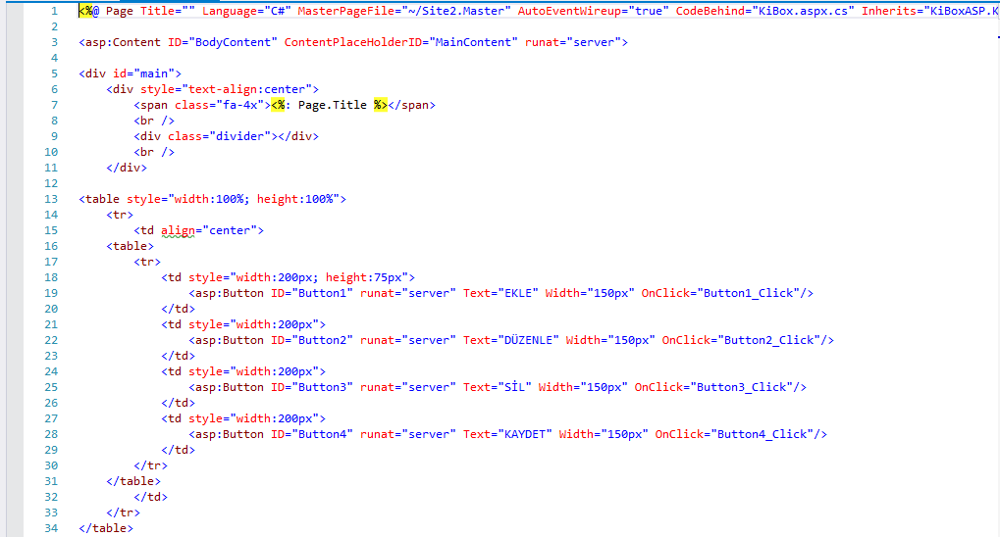 1 <%@ Page Title="" Language="C#" MasterPageFile="~/Site2.Master" AutoEventWireup="true" CodeBehind="KiBox.aspx.cs" Inherits="KiBoxASP.K
2
3 <asp:Content ID="BodyContent" ContentPlaceHolderID="MainContent" runat="server">
4
5 <div id="main">
6 <div style="text-align:center">
7 <span class="fa-4x"><%: Page.Title %></span>
8 <br />
9 <div class="divider"></div>
10 <br />
11 </div>
12
13 <table style="width:100%; height:100%">
14 <tr>
15 <td align="center">
16 <table>
17 <tr>
18 <td style="width:200px; height:75px">
19 <asp:Button ID="Button1" runat="server" Text="EKLE" Width="150px" OnClick="Button1_Click"/>
20 </td>
21 <td style="width:200px">
22 <asp:Button ID="Button2" runat="server" Text="DÜZENLE" Width="150px" OnClick="Button2_Click"/>
23 </td>
24 <td style="width:200px">
25 <asp:Button ID="Button3" runat="server" Text="SİL" Width="150px" OnClick="Button3_Click"/>
26 </td>
27 <td style="width:200px">
28 <asp:Button ID="Button4" runat="server" Text="KAYDET" Width="150px" OnClick="Button4_Click"/>
29 </td>
30 </tr>
31 </table>
32 </td>
33 </tr>
34 </table>